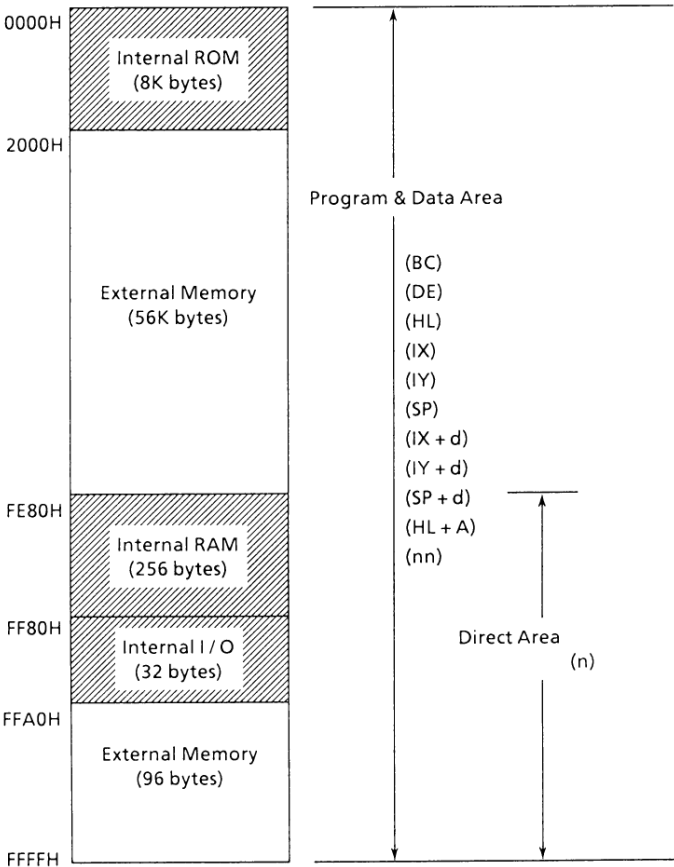 0000H
Internal ROM
(8K bytes)
2000H
Program & Data Area
External Memory
(56K bytes)
(BC)
(DE)
(HL)
(IX)
(IY)
(SP)
(IX + d)
(IY + d)
(SP + d)
(HL + A)
(nn)
FE80H
Internal RAM
(256 bytes)
FF80H
Internal I / O
(32 bytes)
Direct Area
(n)
FFA0H
External Memory
(96 bytes)
FFFFH